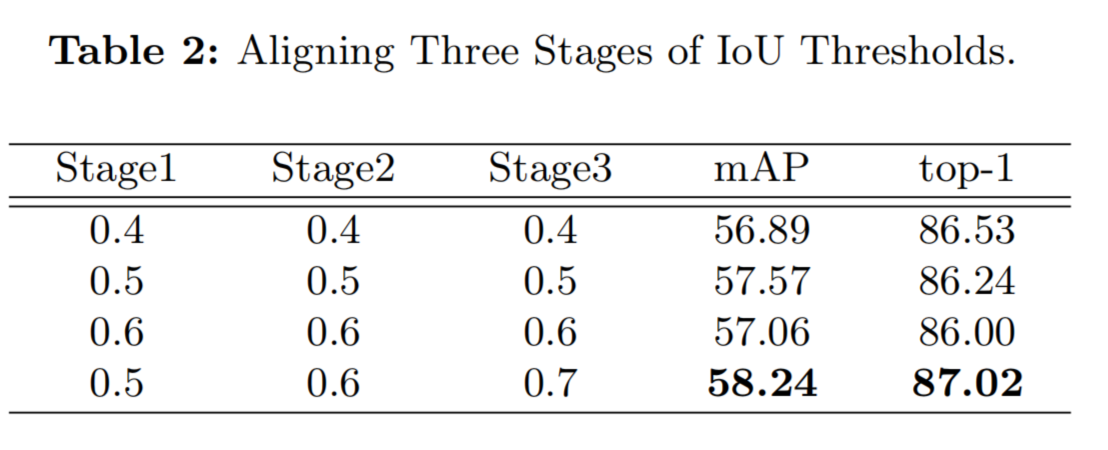 Table 2: Aligning Three Stages of IoU Thresholds.
Stage1 Stage2 Stage3 mAP top-1
0.4 0.4 0.4 56.89 86.53
0.5 0.5 0.5 57.57 86.24
0.6 0.6 0.6 57.06 86.00
0.5 0.6 0.7 58.24 87.02